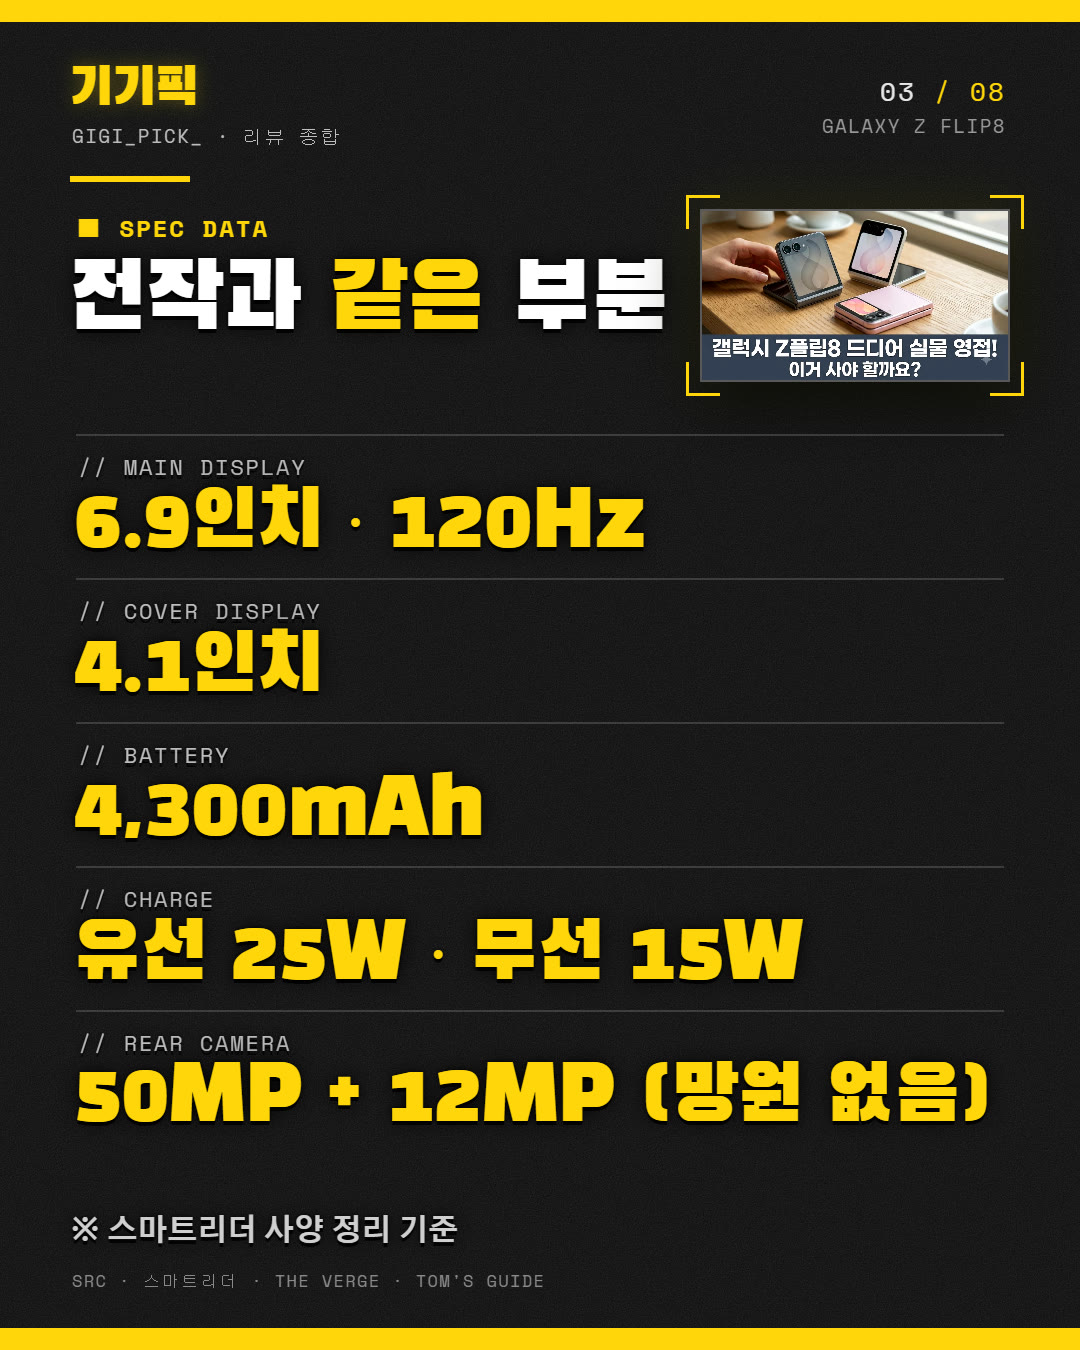 기기픽
GIGI_PICK_ · 리뷰 종합
03 / 08
GALAXY Z FLIP8
■ SPEC DATA
전작과 같은 부분
갤럭시 Z플립8 드디어 실물 영접!
이거 사야 할까요?
// MAIN DISPLAY
6.9인치 · 120Hz
// COVER DISPLAY
4.1인치
// BATTERY
4,300mAh
// CHARGE
유선 25W · 무선 15W
// REAR CAMERA
50MP + 12MP (망원 없음)
※ 스마트리더 사양 정리 기준
SRC · 스마트리더 · THE VERGE · TOM'S GUIDE